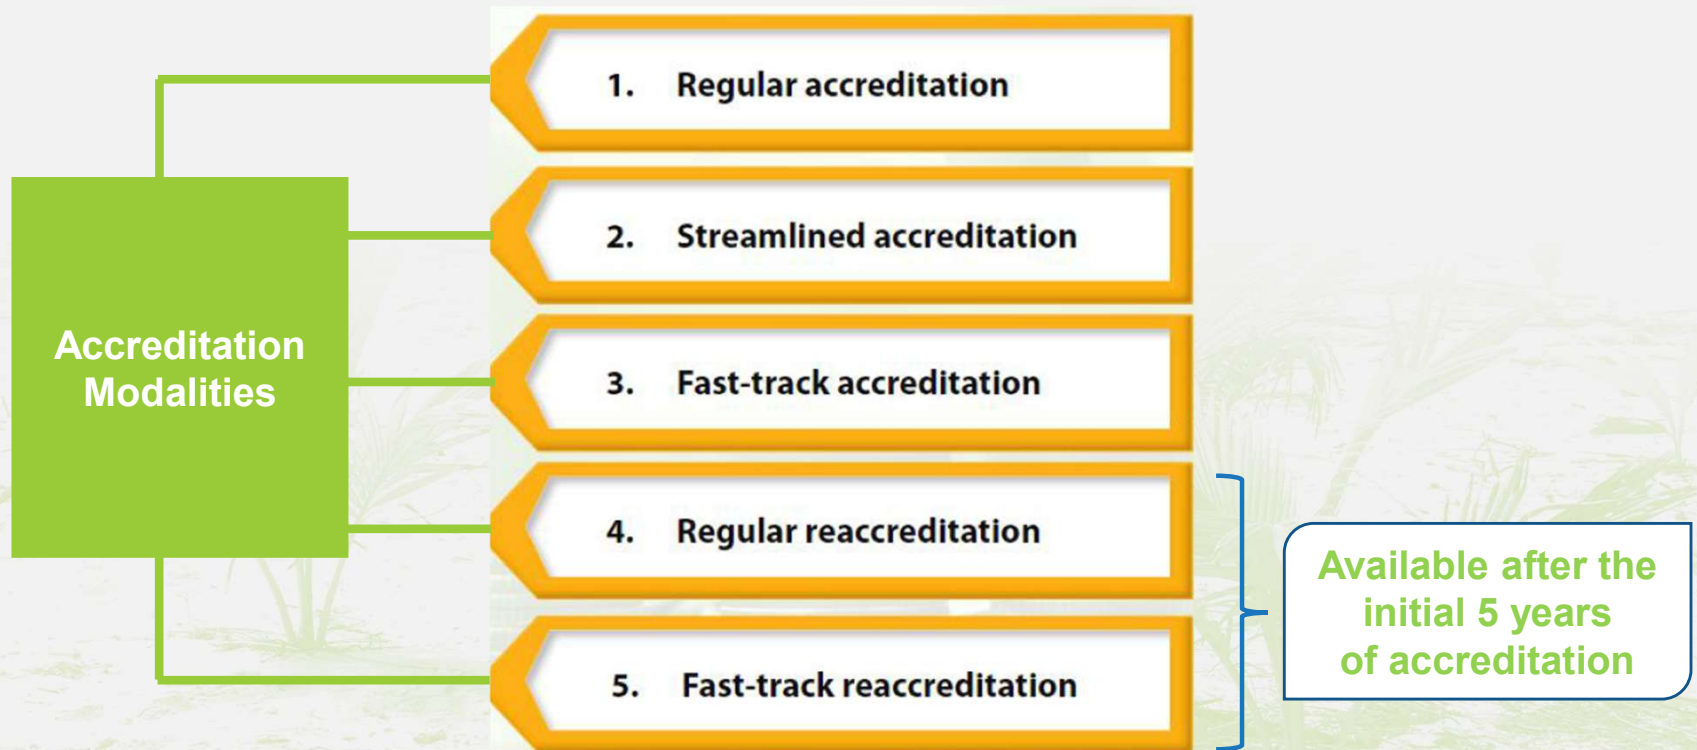 Accreditation
Modalities
1. Regular accreditation
2. Streamlined accreditation
3. Fast-track accreditation
4. Regular reaccreditation
5. Fast-track reaccreditation
Available after the
initial 5 years
of accreditation